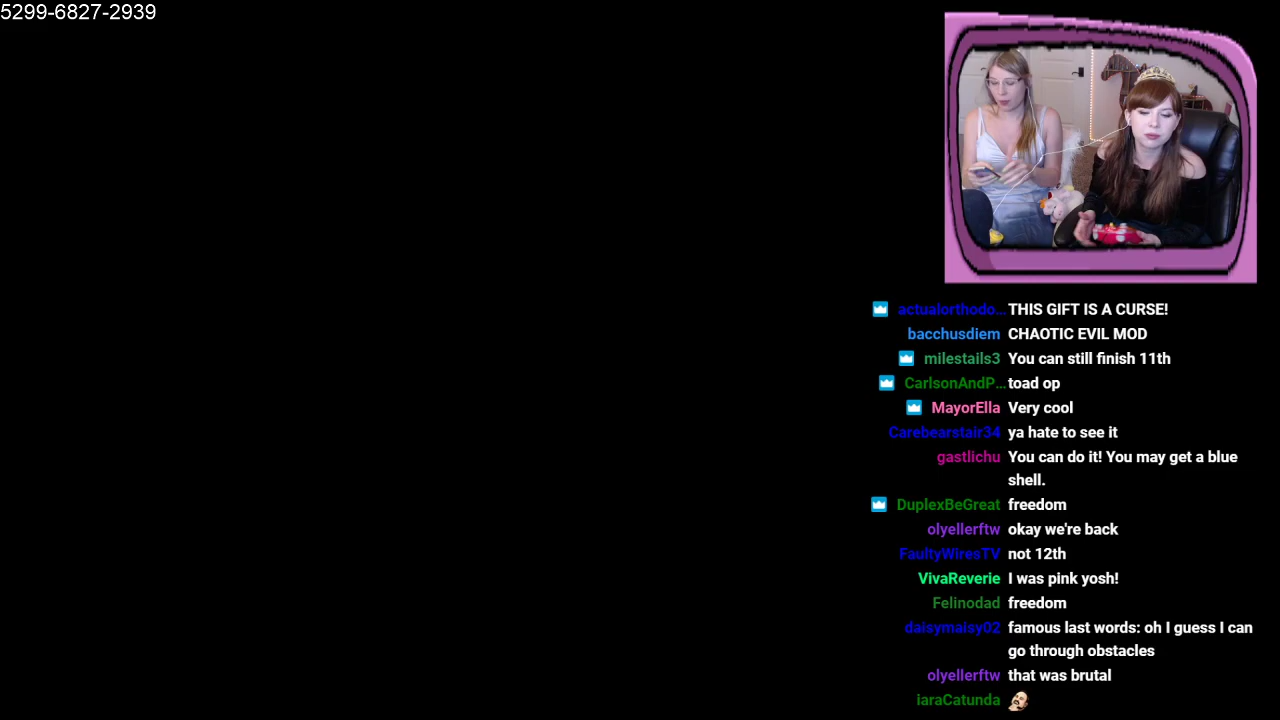 5299-6827-2939
actualorthodo... THIS GIFT IS A CURSE!
bacchusdiem CHAOTIC EVIL MOD
milestails3 You can still finish 11th
CarlsonAndP... toad op
MayorElla Very cool
Carebearstair34 ya hate to see it
gastlichu You can do it! You may get a blue
shell.
DuplexBeGreat freedom
olyellerftw okay we're back
FaultyWiresTV not 12th
VivaReverie I was pink yosh!
Felinodad freedom
daisymaisy02 famous last words: oh I guess I can
go through obstacles
olyellerftw that was brutal
iaraCatunda